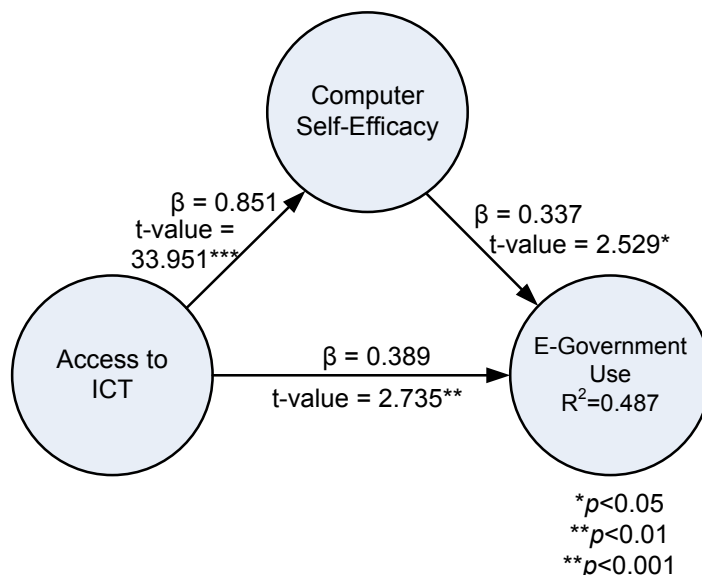 Computer
Self-Efficacy
β = 0.851
t-value =
33.951***
β = 0.337
t-value = 2.529*
Access to
ICT
β = 0.389
t-value = 2.735**
E-Government
Use
R²=0.487
*p<0.05
**p<0.01
**p<0.001